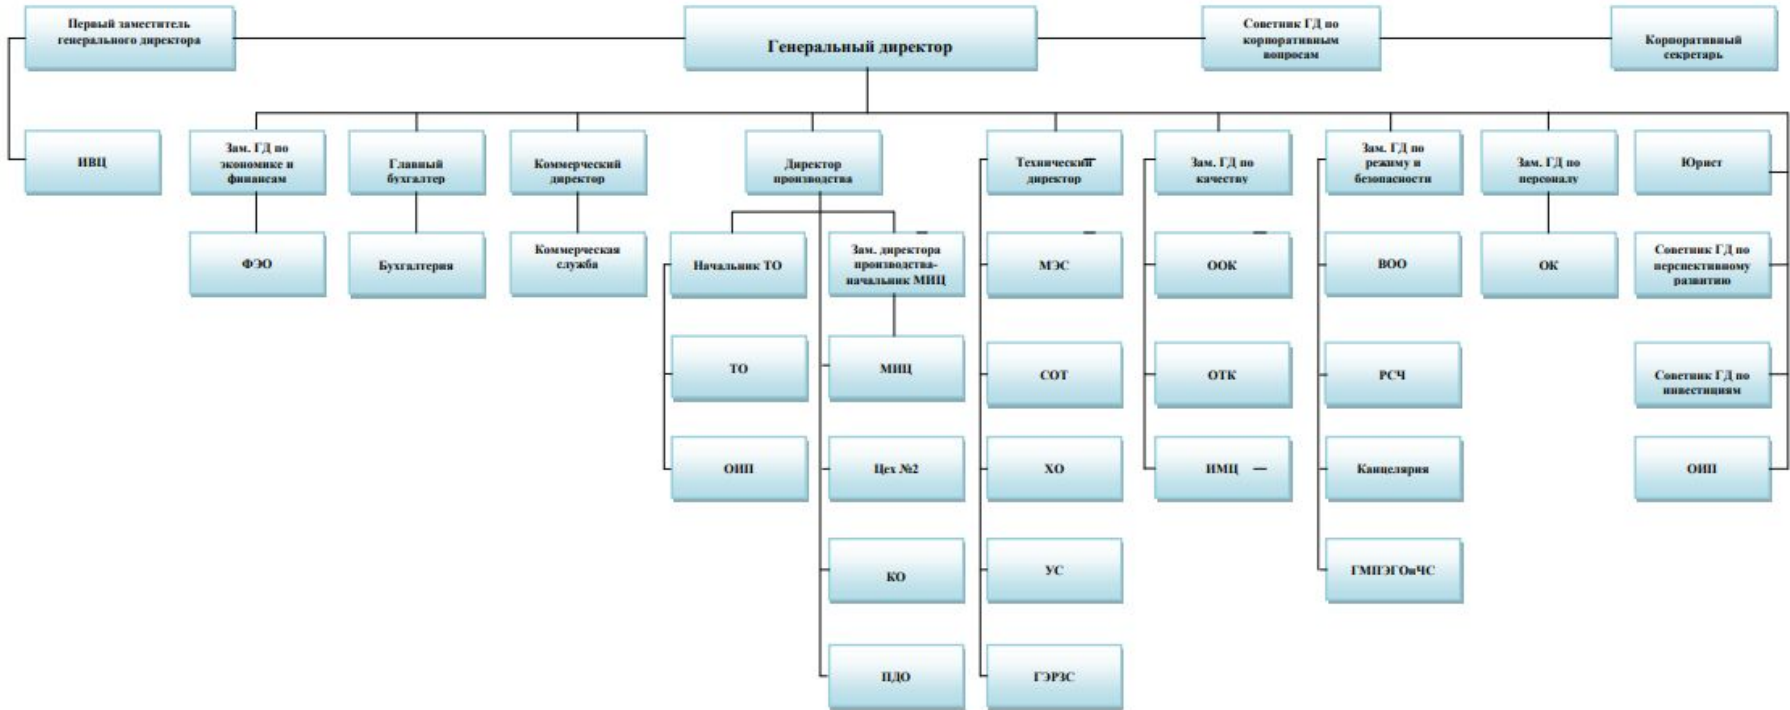 Первый заместитель
генерального директора
Генеральный директор
Советник ГД по
корпоративным
вопросам
Корпоративный
секретарь
ИВЦ
Зам. ГД по
экономике и
финансам
Главный
бухгалтер
Коммерческий
директор
Директор
производства
Технический
директор
Зам. ГД по
качеству
Зам. ГД по
режиму и
безопасности
Зам. ГД по
персоналу
Юрист
ФЭО
Бухгалтерия
Коммерческая
служба
Начальник ТО
Зам. директора
производства-
начальник МИЦ
МЭС
ООК
ВОО
ОК
Советник ГД по
перспективному
развитию
ТО
МИЦ
СОТ
ОТК
РСЧ
Советник ГД по
инвестициям
ОИП
Цех №2
ХО
ИМЦ
Канцелярия
ОИП
КО
УС
ГМПЭГОиЧС
ПДО
ГЭРЗС